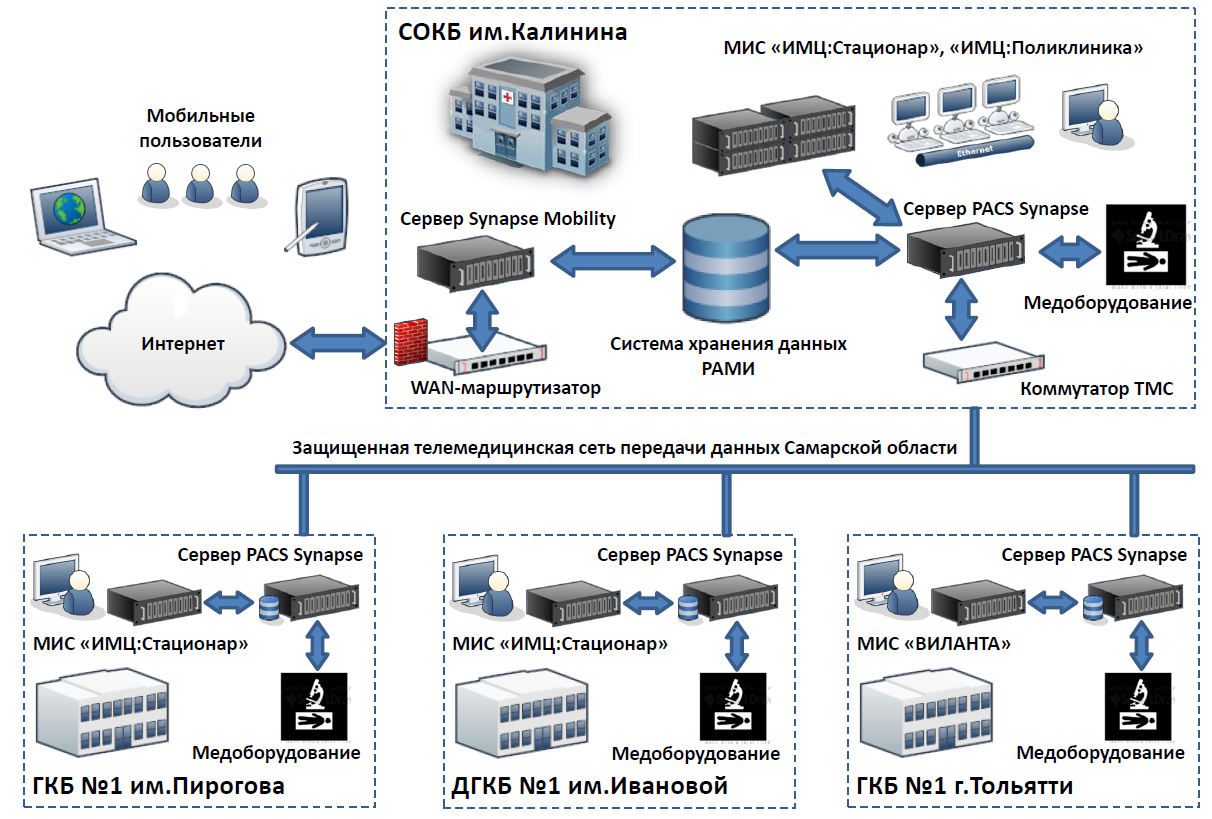 СОКБ им.Калинина
МИС «ИМЦ:Стационар», «ИМЦ:Поликлиника»
Мобильные
пользователи
Ethernet
Сервер Synapse Mobility
Сервер PACS Synapse
Медоборудование
Интернет
Система хранения данных
РАМИ
WAN-маршрутизатор
Коммутатор ТМС
Защищенная телемедицинская сеть передачи данных Самарской области
Сервер PACS Synapse
МИС «ИМЦ:Стационар»
Медоборудование
ГКБ №1 им.Пирогова
Сервер PACS Synapse
МИС «ИМЦ:Стационар»
Медоборудование
ДГКБ №1 им.Ивановой
Сервер PACS Synapse
МИС «ВИЛАНТА»
Медоборудование
ГКБ №1 г.Тольятти